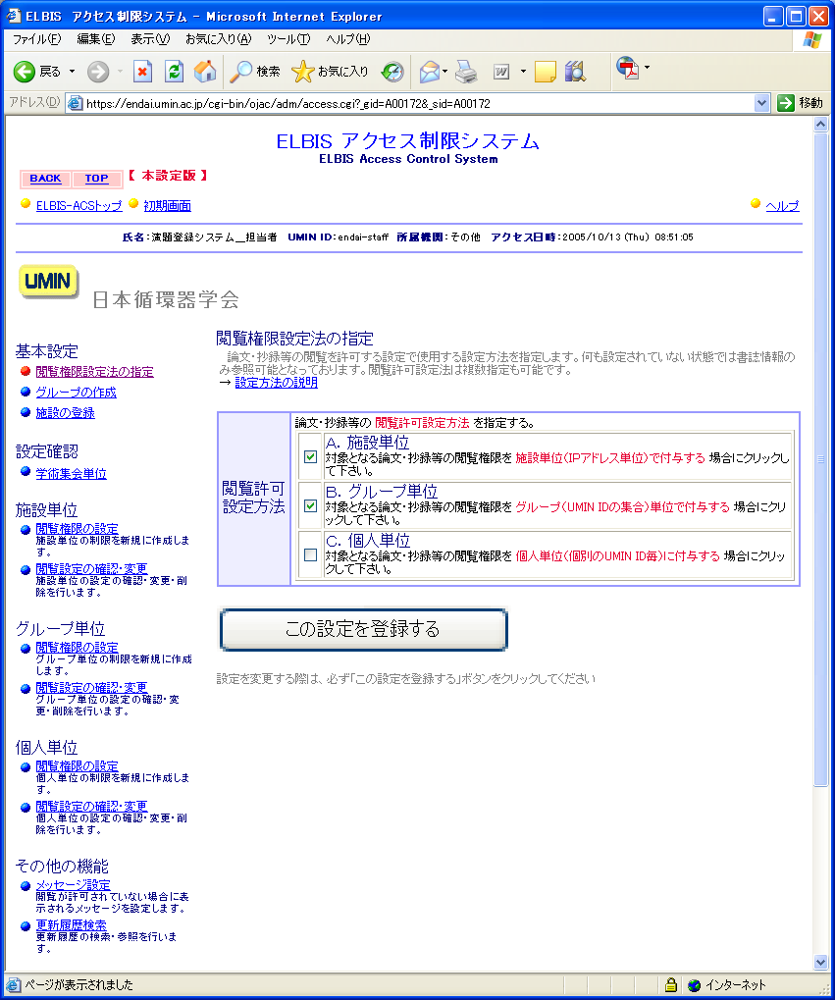 ELBIS アクセス制限システム - Microsoft Internet Explorer
ファイル(F) 編集(E) 表示(V) お気に入り(A) ツール(T) ヘルプ(H)
戻る 検索 お気に入り
アドレス(D) https://endai.umin.ac.jp/cgi-bin/ojac/adm/access.cgi?_gid=A00172&_sid=A00172 移動
ELBIS アクセス制限システム
ELBIS Access Control System
BACK TOP 【 本設定版 】
ELBIS-ACSトップ 初期画面 ヘルプ
氏名:演題登録システム__担当者 UMIN ID:endai-staff 所属機関:その他 アクセス日時:2005/10/13 (Thu) 08:51:05
UMIN 日本循環器学会
基本設定
閲覧権限設定法の指定
グループの作成
施設の登録
設定確認
学術集会単位
施設単位
閲覧権限の設定
施設単位の制限を新規に作成しま
す。
閲覧設定の確認・変更
施設単位の設定の確認・変更・削
除を行います。
グループ単位
閲覧権限の設定
グループ単位の制限を新規に作成
します。
閲覧設定の確認・変更
グループ単位の設定の確認・変
更・削除を行います。
個人単位
閲覧権限の設定
個人単位の制限を新規に作成しま
す。
閲覧設定の確認・変更
個人単位の設定の確認・変更・削
除を行います。
その他の機能
メッセージ設定
閲覧が許可されていない場合に表
示されるメッセージを設定します。
更新履歴検索
更新履歴の検索・参照を行いま
す。
閲覧権限設定法の指定
論文・抄録等の閲覧を許可する設定で使用する設定方法を指定します。何も設定されていない状態では書誌情報の
み参照可能となっております。閲覧許可設定法は複数指定も可能です。
→ 設定方法の説明
閲覧許可
設定方法
論文・抄録等の 閲覧許可設定方法 を指定する。
A. 施設単位
対象となる論文・抄録等の閲覧権限を 施設単位(IPアドレス単位)で付与する 場合にクリックし
て下さい。
B. グループ単位
対象となる論文・抄録等の閲覧権限を グループ(UMIN IDの集合)単位で付与する 場合にクリ
ックして下さい。
C. 個人単位
対象となる論文・抄録等の閲覧権限を 個人単位(個別のUMIN ID毎)に付与する 場合にクリッ
クして下さい。
この設定を登録する
設定を変更する際は、必ず「この設定を登録する」ボタンをクリックしてください
ページが表示されました インターネット